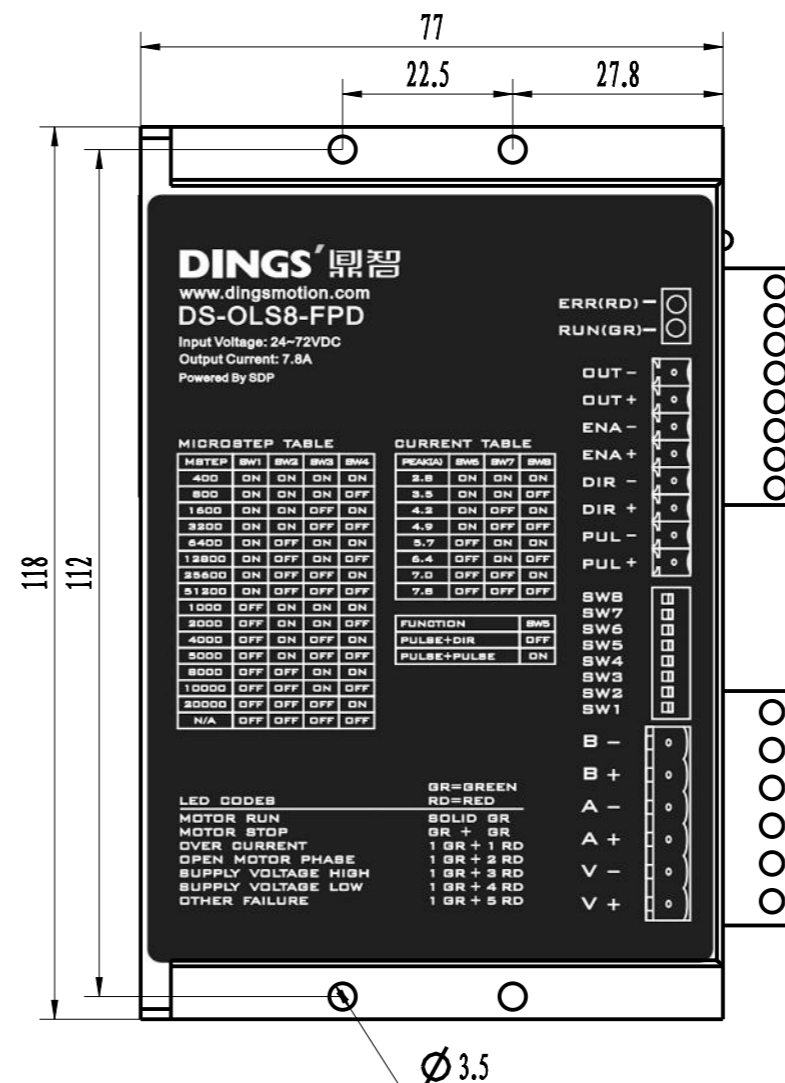 77
22.5 27.8
118
112
DINGS' 鼎智
www.dingsmotion.com
DS-OLS8-FPD
Input Voltage: 24~72VDC
Output Current: 7.8A
Powered By SDP
ERR(RD)
RUN(GR)
OUT -
OUT +
ENA -
ENA +
DIR -
DIR +
PUL -
PUL +
MICROSTEP TABLE
MSTEP SW1 SW2 SW3 SW4
400 ON ON ON ON
800 ON ON ON OFF
1600 ON ON OFF ON
3200 ON ON OFF OFF
6400 ON OFF ON ON
12800 ON OFF ON OFF
25600 ON OFF OFF ON
51200 ON OFF OFF OFF
1000 OFF ON ON ON
2000 OFF ON ON OFF
4000 OFF ON OFF ON
5000 OFF ON OFF OFF
8000 OFF OFF ON ON
10000 OFF OFF ON OFF
20000 OFF OFF OFF ON
N/A OFF OFF OFF OFF
CURRENT TABLE
PEAK(A) SW6 SW7 SW8
2.8 ON ON ON
3.5 ON ON OFF
4.2 ON OFF ON
4.9 ON OFF OFF
5.7 OFF ON ON
6.4 OFF ON OFF
7.0 OFF OFF ON
7.8 OFF OFF OFF
FUNCTION SW5
PULSE+DIR OFF
PULSE+PULSE ON
SW8
SW7
SW6
SW5
SW4
SW3
SW2
SW1
B -
B +
A -
A +
V -
V +
GR=GREEN
LED CODES RD=RED
MOTOR RUN SOLID GR
MOTOR STOP GR + GR
OVER CURRENT 1 GR + 1 RD
OPEN MOTOR PHASE 1 GR + 2 RD
SUPPLY VOLTAGE HIGH 1 GR + 3 RD
SUPPLY VOLTAGE LOW 1 GR + 4 RD
OTHER FAILURE 1 GR + 5 RD
Ø 3.5